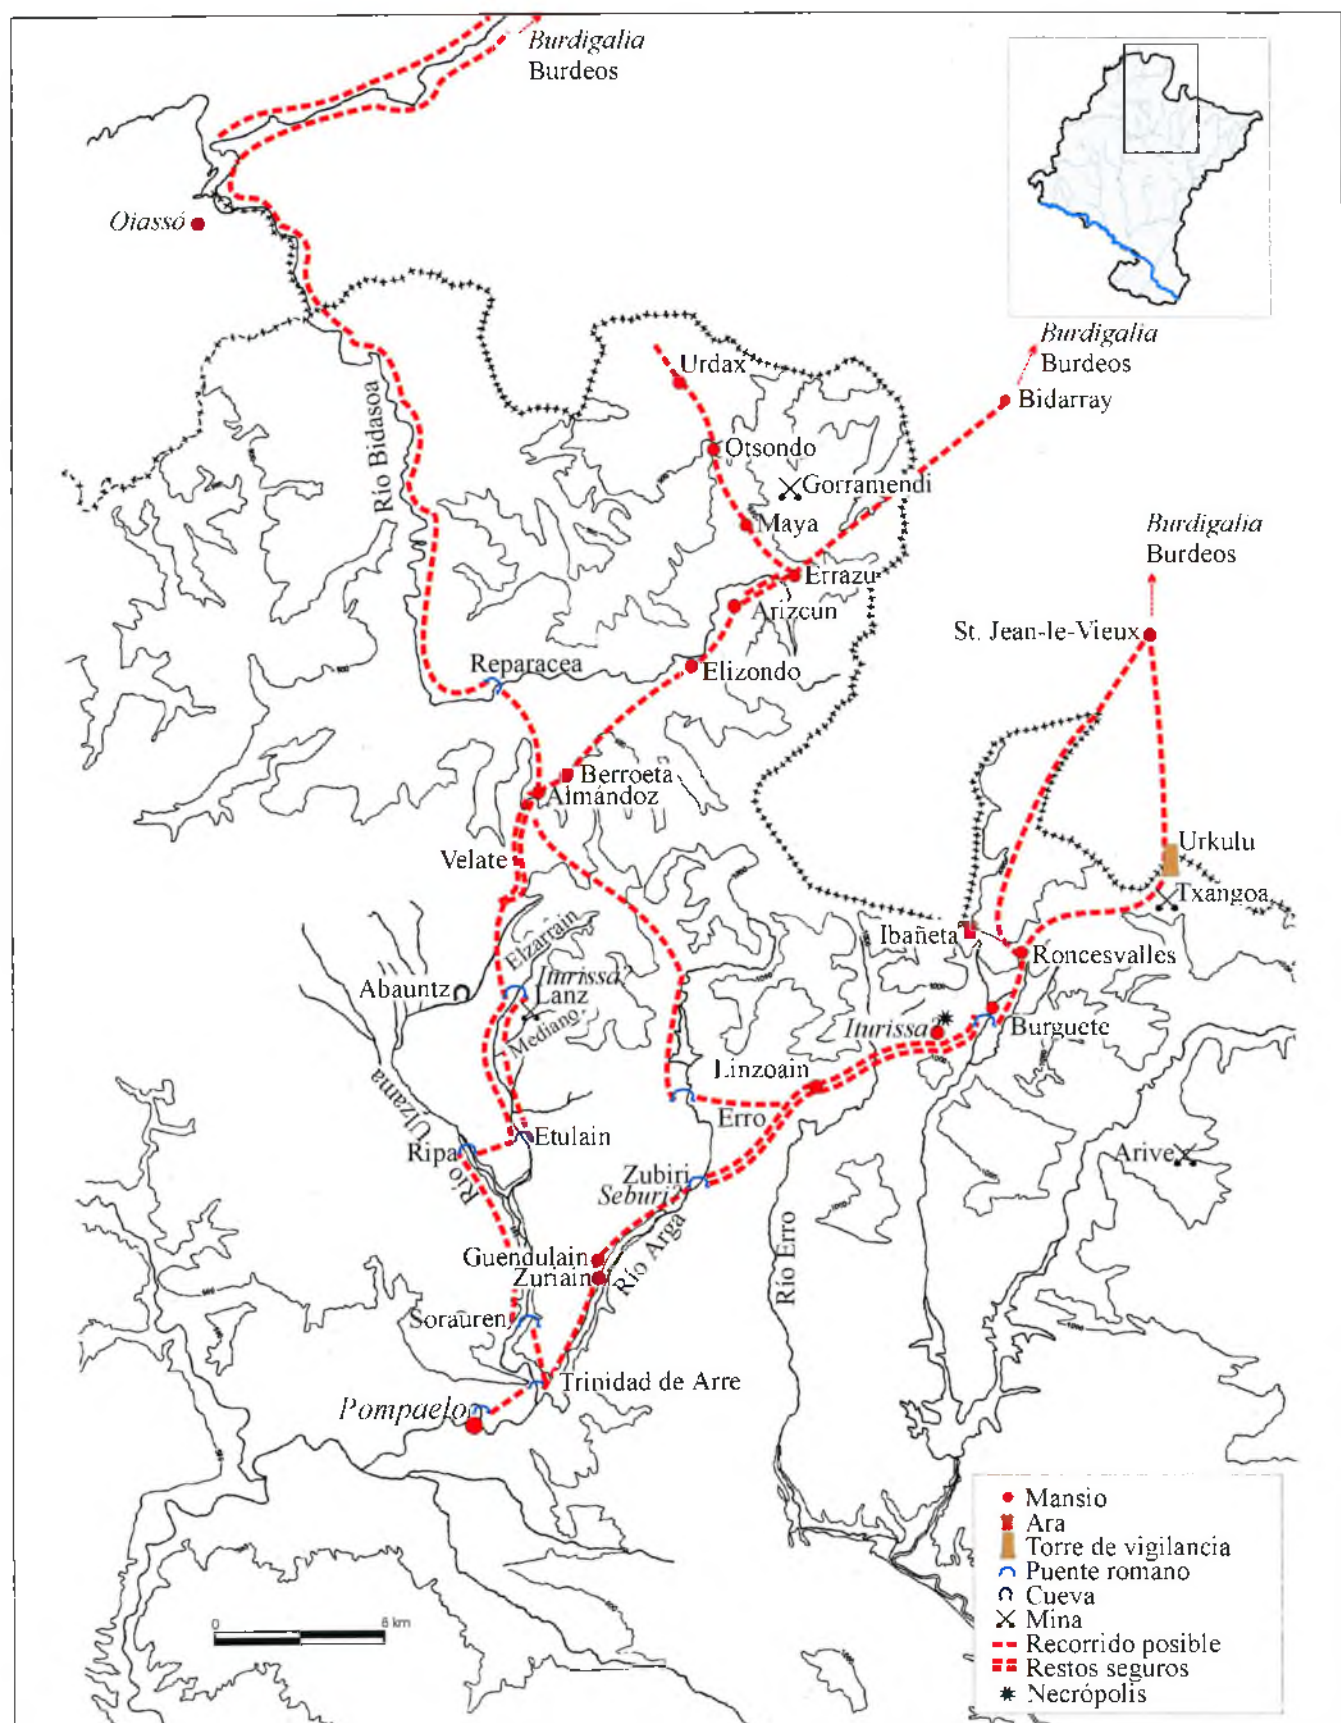 Burdigalia
Burdeos
Oiassó
Burdigalia
Burdeos
Urdax
Bidarray
Río Bidasoa
Otsondo
Gorramendi
Maya
Burdigalia
Burdeos
Errazu
Arizcun
St. Jean-le-Vieux
Reparacea
Elizondo
Berroeta
Almándoz
Velate
Urkulu
Txangoa
Elzarrain
Ibañeta
Roncesvalles
Iturissa?
Abauntz
Lanz
Mediano
Iturissa?
Burguete
Linzoain
Erro
Río Ulzama
Etulain
Ripa
Arive
Zubiri
Seburi?
Río Arga
Río Erro
Guendulain
Zuriain
Sorauren
Trinidad de Arre
Pompaelo
Mansio
Ara
Torre de vigilancia
Puente romano
Cueva
Mina
Recorrido posible
Restos seguros
Necrópolis
0 6 km